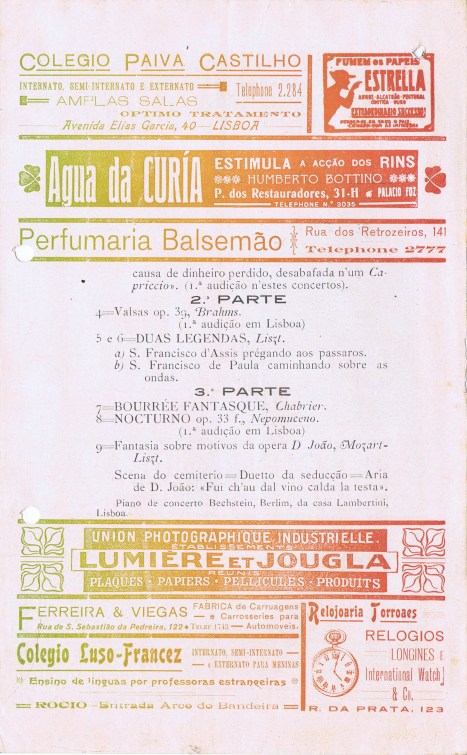 COLEGIO PAIVA CASTILHO
INTERNATO, SEMI-INTERNATO E EXTERNATO
AMPLAS SALAS
OPTIMO TRATAMENTO
Avenida Elias Garcia, 40 — LISBOA
Telephone 2.284
FUMEM OS PAPEIS
ESTRELLA
EXTRAORDINARIO SUCCESSO
Agua da CURÍA
ESTIMULA A ACÇÃO DOS RINS
HUMBERTO BOTTINO
P. dos Restauradores, 31-H PALACIO FOZ
TELEPHONE N.º 3035
Perfumaria Balsemão
Rua dos Retrozeiros, 141
Telephone 2777
causa de dinheiro perdido, desabafada n'um Ca-
priccio». (1.ª audição n'estes concertos).
2.ª PARTE
4=Valsas op. 39, Brahms.
(1.ª audição em Lisboa)
5 e 6=DUAS LEGENDAS, Liszt.
a) S. Francisco d'Assis prégando aos passaros.
b) S. Francisco de Paula caminhando sobre as
ondas.
3.ª PARTE
7=BOURRÉE FANTASQUE, Chabrier.
8=NOCTURNO op. 33 f., Nepomuceno.
(1.ª audição em Lisboa)
9=Fantasia sobre motivos da opera D João, Mozart-
Liszt.
Scena do cemiterio=Duetto da seducção=Aria
de D. João: «Fui ch'au dal vino calda la testa».
Piano de concerto Bechstein, Berlim, da casa Lambertini,
Lisboa.
UNION PHOTOGRAPHIQUE INDUSTRIELLE
ÉTABLISSEMENTS
LUMIÈRE ET JOUGLA
RÉUNIS
PLAQUES - PAPIERS - PELLICULES - PRODUITS
FERREIRA & VIEGAS
Rua de S. Sebastião da Pedreira, 122
FABRICA de Carruagens
e Carrosseries para
Automoveis.
Colegio Luso-Francez
INTERNATO, SEMI-INTERNATO
e EXTERNATO PARA MENINAS
Ensino de linguas por professoras estrangeiras
ROCIO — Entrada Arco do Bandeira
Relojoaria Torroaes
RELOGIOS
LONGINES E
International Watch
& Co.
R. DA PRATA, 123